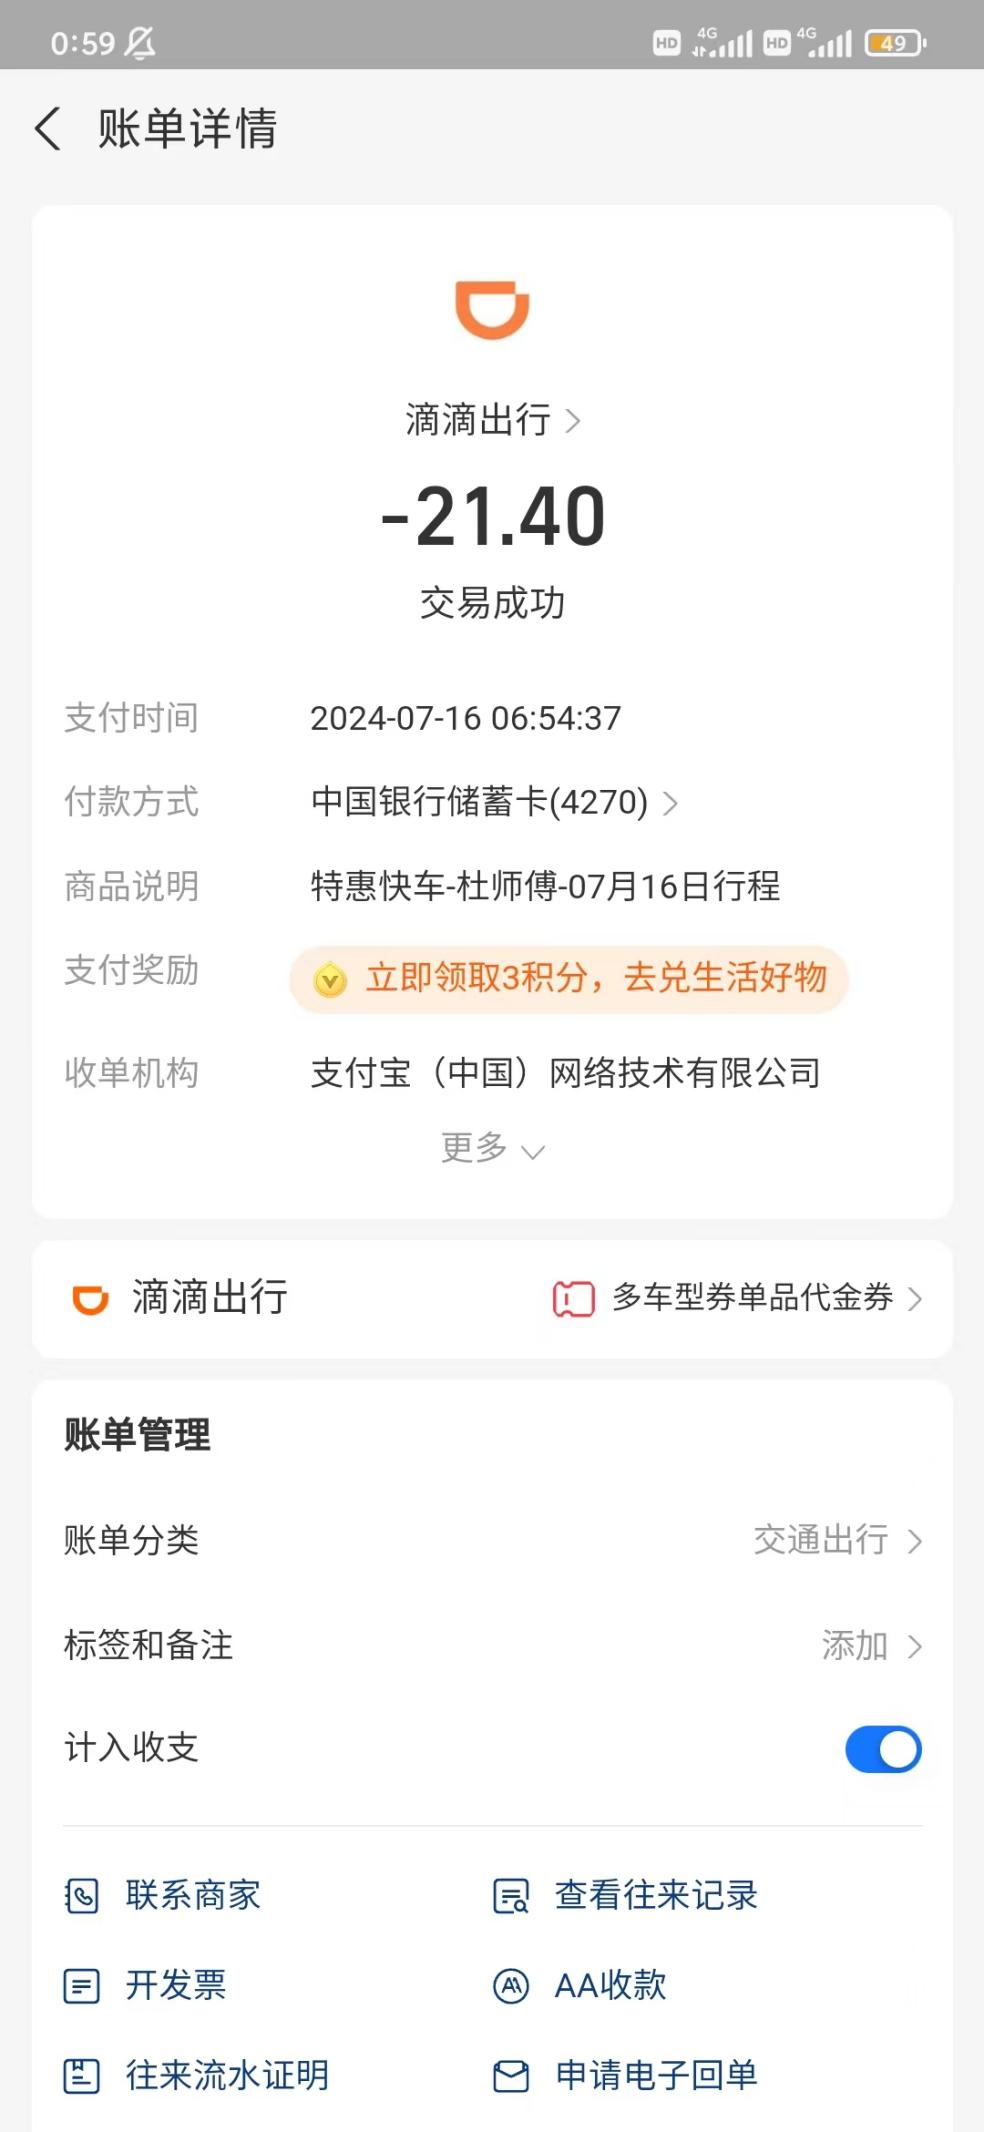 0:59 HD 4G HD 4G 49
账单详情
滴滴出行
-21.40
交易成功
支付时间 2024-07-16 06:54:37
付款方式 中国银行储蓄卡(4270)
商品说明 特惠快车-杜师傅-07月16日行程
支付奖励 立即领取3积分，去兑生活好物
收单机构 支付宝（中国）网络技术有限公司
更多
滴滴出行 多车型券单品代金券
账单管理
账单分类 交通出行
标签和备注 添加
计入收支
联系商家 查看往来记录
开发票 AA收款
往来流水证明 申请电子回单